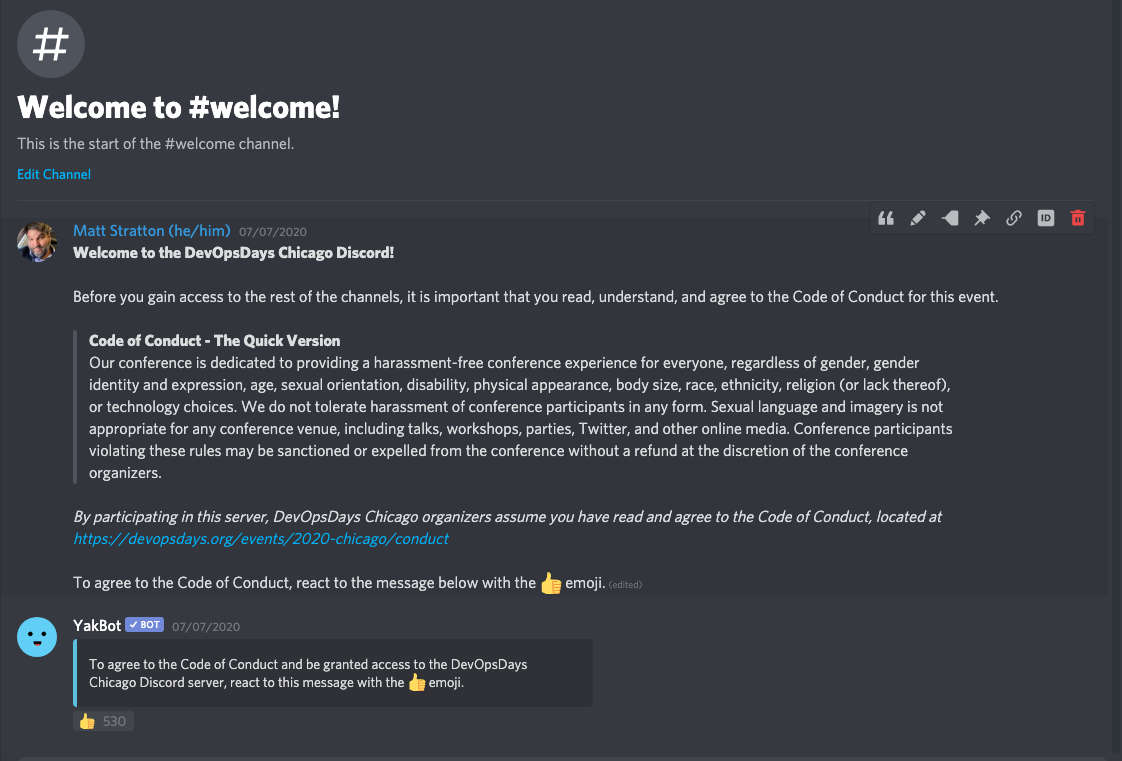 #
Welcome to #welcome!
This is the start of the #welcome channel.
Edit Channel
ID
Matt Stratton (he/him) 07/07/2020
Welcome to the DevOpsDays Chicago Discord!
Before you gain access to the rest of the channels, it is important that you read, understand, and agree to the Code of Conduct for this event.
Code of Conduct - The Quick Version
Our conference is dedicated to providing a harassment-free conference experience for everyone, regardless of gender, gender
identity and expression, age, sexual orientation, disability, physical appearance, body size, race, ethnicity, religion (or lack thereof),
or technology choices. We do not tolerate harassment of conference participants in any form. Sexual language and imagery is not
appropriate for any conference venue, including talks, workshops, parties, Twitter, and other online media. Conference participants
violating these rules may be sanctioned or expelled from the conference without a refund at the discretion of the conference
organizers.
By participating in this server, DevOpsDays Chicago organizers assume you have read and agree to the Code of Conduct, located at
https://devopsdays.org/events/2020-chicago/conduct
To agree to the Code of Conduct, react to the message below with the 👍 emoji. (edited)
YakBot ✓ BOT 07/07/2020
To agree to the Code of Conduct and be granted access to the DevOpsDays
Chicago Discord server, react to this message with the 👍 emoji.
👍 530